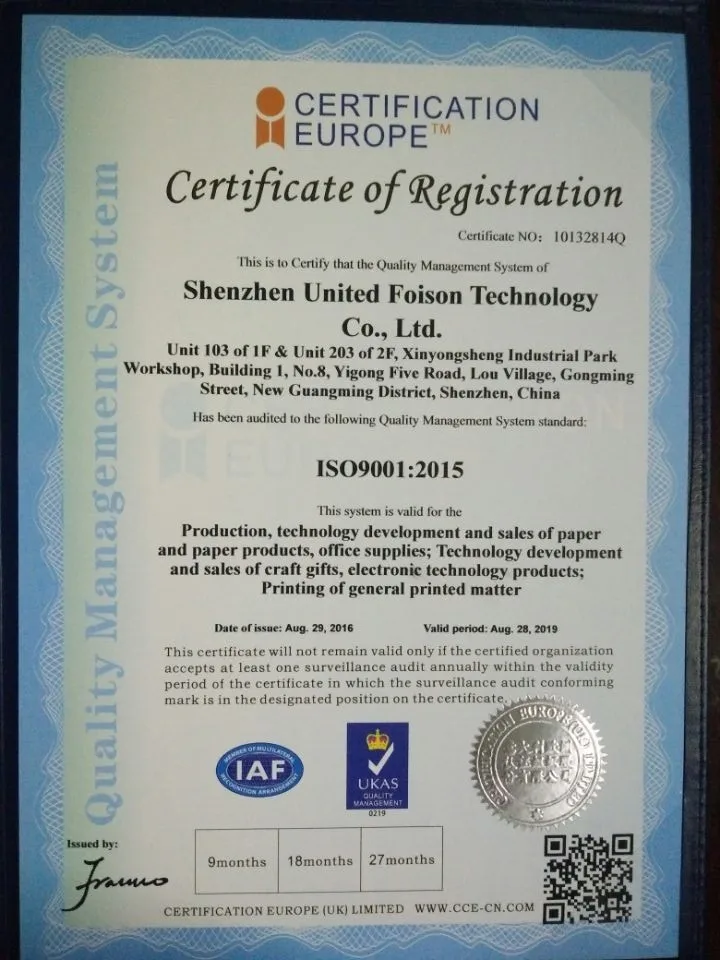 CERTIFICATION
EUROPE™
Certificate of Registration
Certificate NO: 10132814Q
This is to Certify that the Quality Management System of
Shenzhen United Foison Technology
Co., Ltd.
Unit 103 of 1F & Unit 203 of 2F, Xinyongsheng Industrial Park
Workshop, Building 1, No.8, Yigong Five Road, Lou Village, Gongming
Street, New Guangming District, Shenzhen, China
Has been audited to the following Quality Management System standard:
ISO9001:2015
This system is valid for the
Production, technology development and sales of paper
and paper products, office supplies; Technology development
and sales of craft gifts, electronic technology products;
Printing of general printed matter
Date of issue: Aug. 29, 2016 Valid period: Aug. 28, 2019
This certificate will not remain valid only if the certified organization
accepts at least one surveillance audit annually within the validity
period of the certificate in which the surveillance audit conforming
mark is in the designated position on the certificate.
Quality Management System
MEMBER OF MULTILATERAL
IAF
RECOGNITION ARRANGEMENT
UKAS
QUALITY
MANAGEMENT
0219
Issued by:
9months 18months 27months
CERTIFICATION EUROPE (UK) LIMITED WWW.CCE-CN.COM